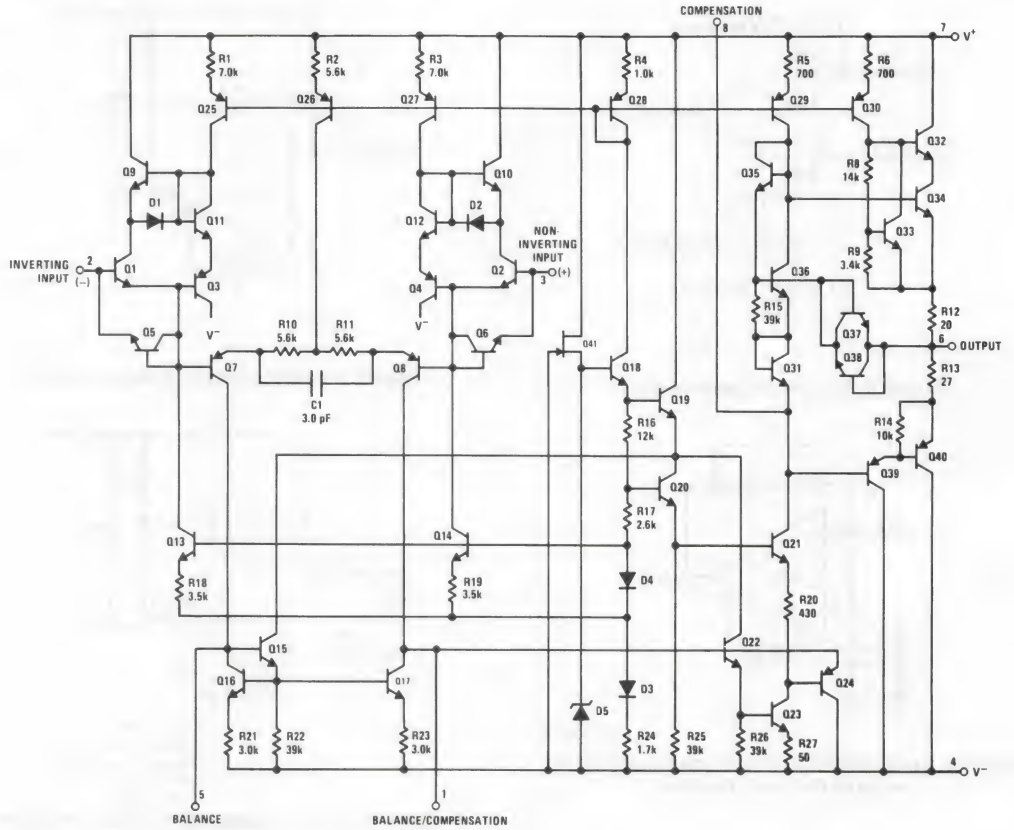 COMPENSATION
8
7
V+
R1
7.0k
R2
5.6k
R3
7.0k
R4
1.0k
R5
700
R6
700
Q25
Q26
Q27
Q28
Q29
Q30
Q32
Q9
Q10
Q35
R8
14k
Q34
D1
Q11
Q12
D2
Q33
NON-
INVERTING
INPUT
3 (+)
INVERTING
INPUT
2
(−)
Q1
Q2
R9
3.4k
Q3
Q4
Q36
V−
V−
R15
39k
R12
20
Q5
Q6
R10
5.6k
R11
5.6k
Q41
Q37
Q38
6
OUTPUT
Q7
Q8
Q18
Q31
R13
27
C1
3.0 pF
Q19
R16
12k
R14
10k
Q39
Q40
Q20
R17
2.6k
Q13
Q14
Q21
R18
3.5k
R19
3.5k
D4
R20
430
Q15
Q22
Q24
Q16
Q17
D3
Q23
R21
3.0k
R22
39k
R23
3.0k
D5
R24
1.7k
R25
39k
R26
39k
R27
50
4
V−
5
BALANCE
1
BALANCE/COMPENSATION